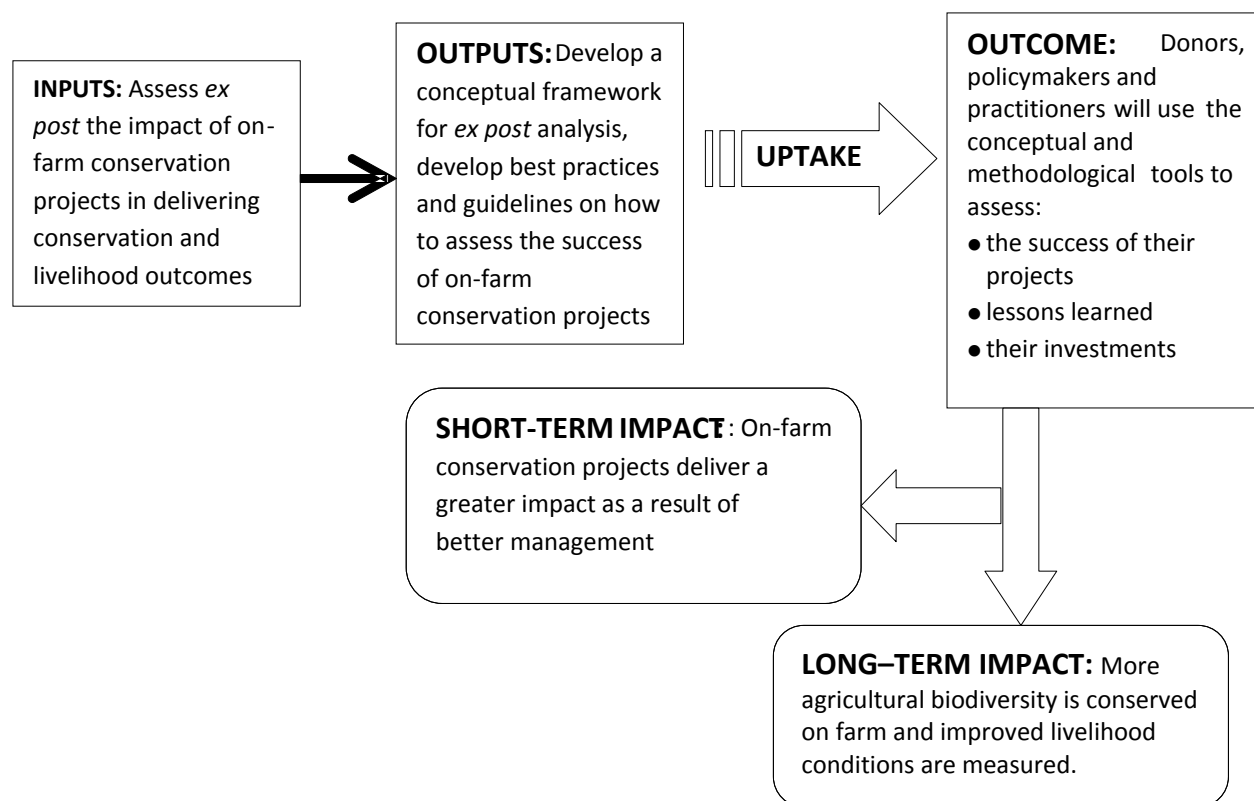 INPUTS: Assess ex
post the impact of on-
farm conservation
projects in delivering
conservation and
livelihood outcomes
OUTPUTS: Develop a
conceptual framework
for ex post analysis,
develop best practices
and guidelines on how
to assess the success
of on-farm
conservation projects
UPTAKE
OUTCOME: Donors,
policymakers and
practitioners will use the
conceptual and
methodological tools to
assess:
● the success of their
projects
● lessons learned
● their investments
SHORT-TERM IMPACT: : On-farm
conservation projects deliver a
greater impact as a result of
better management
LONG–TERM IMPACT: More
agricultural biodiversity is conserved
on farm and improved livelihood
conditions are measured.